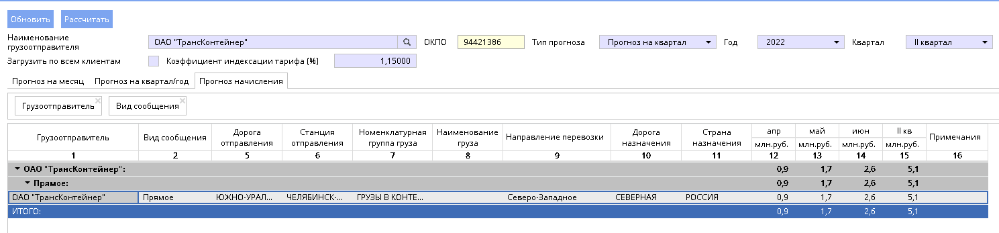 Обновить Рассчитать
Наименование грузоотправителя ОАО "ТрансКонтейнер" ОКПО 94421386 Тип прогноза Прогноз на квартал Год 2022 Квартал II квартал
Загрузить по всем клиентам Коэффициент индексации тарифа (%) 1,15000
Прогноз на месяц Прогноз на квартал/год Прогноз начисления
Грузоотправитель Вид сообщения
Грузоотправитель Вид сообщения Дорога отправления Станция отправления Номенклатурная группа груза Наименование груза Направление перевозки Дорога назначения Страна назначения апр май июн II кв Примечания
млн.руб. млн.руб. млн.руб. млн.руб.
1 2 5 6 7 8 9 10 11 12 13 14 15 16
ОАО "ТрансКонтейнер": 0,9 1,7 2,6 5,1
Прямое: 0,9 1,7 2,6 5,1
ОАО "ТрансКонтейнер" Прямое ЮЖНО-УРАЛ... ЧЕЛЯБИНСК-... ГРУЗЫ В КОНТЕ... Северо-Западное СЕВЕРНАЯ РОССИЯ 0,9 1,7 2,6 5,1
ИТОГО: 0,9 1,7 2,6 5,1